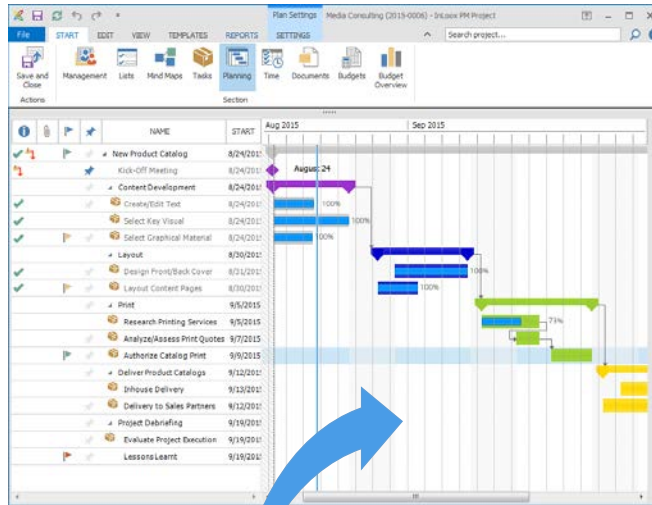 Plan Settings Media Consulting (2015-0006) - InLoox PM Project
File START EDIT VIEW TEMPLATES REPORTS SETTINGS Search project...
Save and Close Management Lists Mind Maps Tasks Planning Time Documents Budgets Budget Overview
Actions Section
NAME START Aug 2015 Sep 2015
New Product Catalog 8/24/201
Kick-Off Meeting 8/24/201 August 24
Content Development 8/24/201
Create/Edit Text 8/24/201 100%
Select Key Visual 8/24/201 100%
Select Graphical Material 8/24/201 100%
Layout 8/30/201
Design Front/Back Cover 8/31/201 100%
Layout Content Pages 8/30/201 100%
Print 9/5/2015
Research Printing Services 9/5/2015 73%
Analyze/Assess Print Quotes 9/7/2015
Authorize Catalog Print 9/9/2015
Deliver Product Catalogs 9/12/201
Inhouse Delivery 9/13/201
Delivery to Sales Partners 9/12/201
Project Debriefing 9/19/201
Evaluate Project Execution 9/19/201
Lessons Learnt 9/19/201